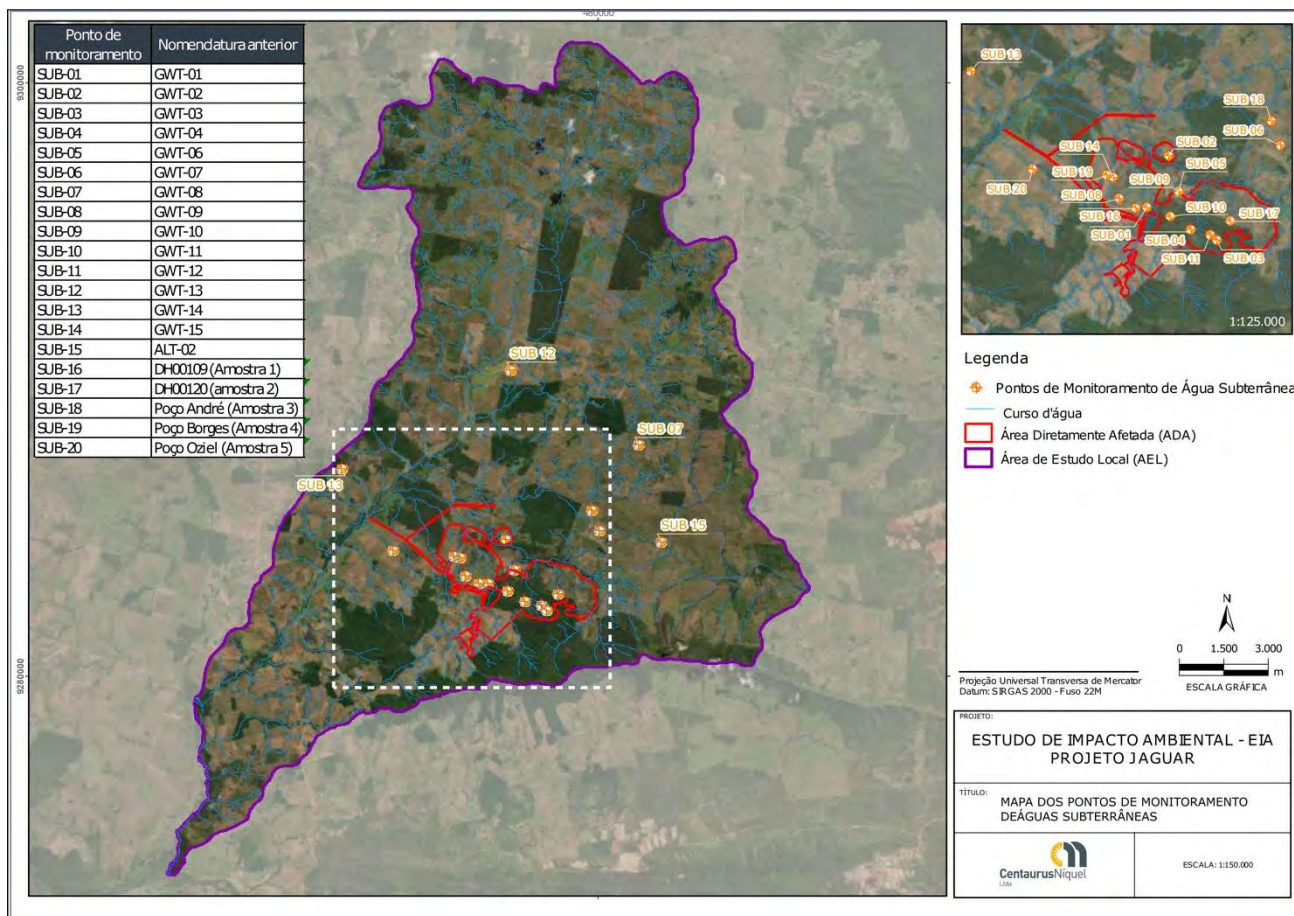 480000
9300000
9280000
Ponto de monitoramento Nomenclatura anterior
SUB-01 GWT-01
SUB-02 GWT-02
SUB-03 GWT-03
SUB-04 GWT-04
SUB-05 GWT-06
SUB-06 GWT-07
SUB-07 GWT-08
SUB-08 GWT-09
SUB-09 GWT-10
SUB-10 GWT-11
SUB-11 GWT-12
SUB-12 GWT-13
SUB-13 GWT-14
SUB-14 GWT-15
SUB-15 ALT-02
SUB-16 DH00109 (Amostra 1)
SUB-17 DH00120 (amostra 2)
SUB-18 Poço André (Amostra 3)
SUB-19 Poço Borges (Amostra 4)
SUB-20 Poço Oziel (Amostra 5)
SUB 12
SUB 07
SUB 13
SUB 15
SUB 13
SUB 18
SUB 06
SUB 02
SUB 14
SUB 05
SUB 19
SUB 09
SUB 20
SUB 08
SUB 10
SUB 17
SUB 16
SUB 01
SUB 04
SUB 11
SUB 03
1:125.000
Legenda
Pontos de Monitoramento de Água Subterrânea
Curso d'água
Área Diretamente Afetada (ADA)
Área de Estudo Local (AEL)
N
0 1.500 3.000
m
ESCALA GRÁFICA
Projeção Universal Transversa de Mercator
Datum: SIRGAS 2000 - Fuso 22M
PROJETO:
ESTUDO DE IMPACTO AMBIENTAL - EIA
PROJETO JAGUAR
TÍTULO:
MAPA DOS PONTOS DE MONITORAMENTO
DEÁGUAS SUBTERRÂNEAS
CentaurusNíquel
Ltda
ESCALA: 1:150.000